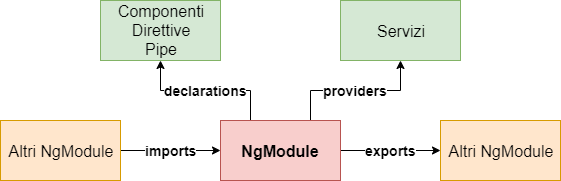 Componenti
Direttive
Pipe
Servizi
declarations
providers
Altri NgModule
imports
NgModule
exports
Altri NgModule